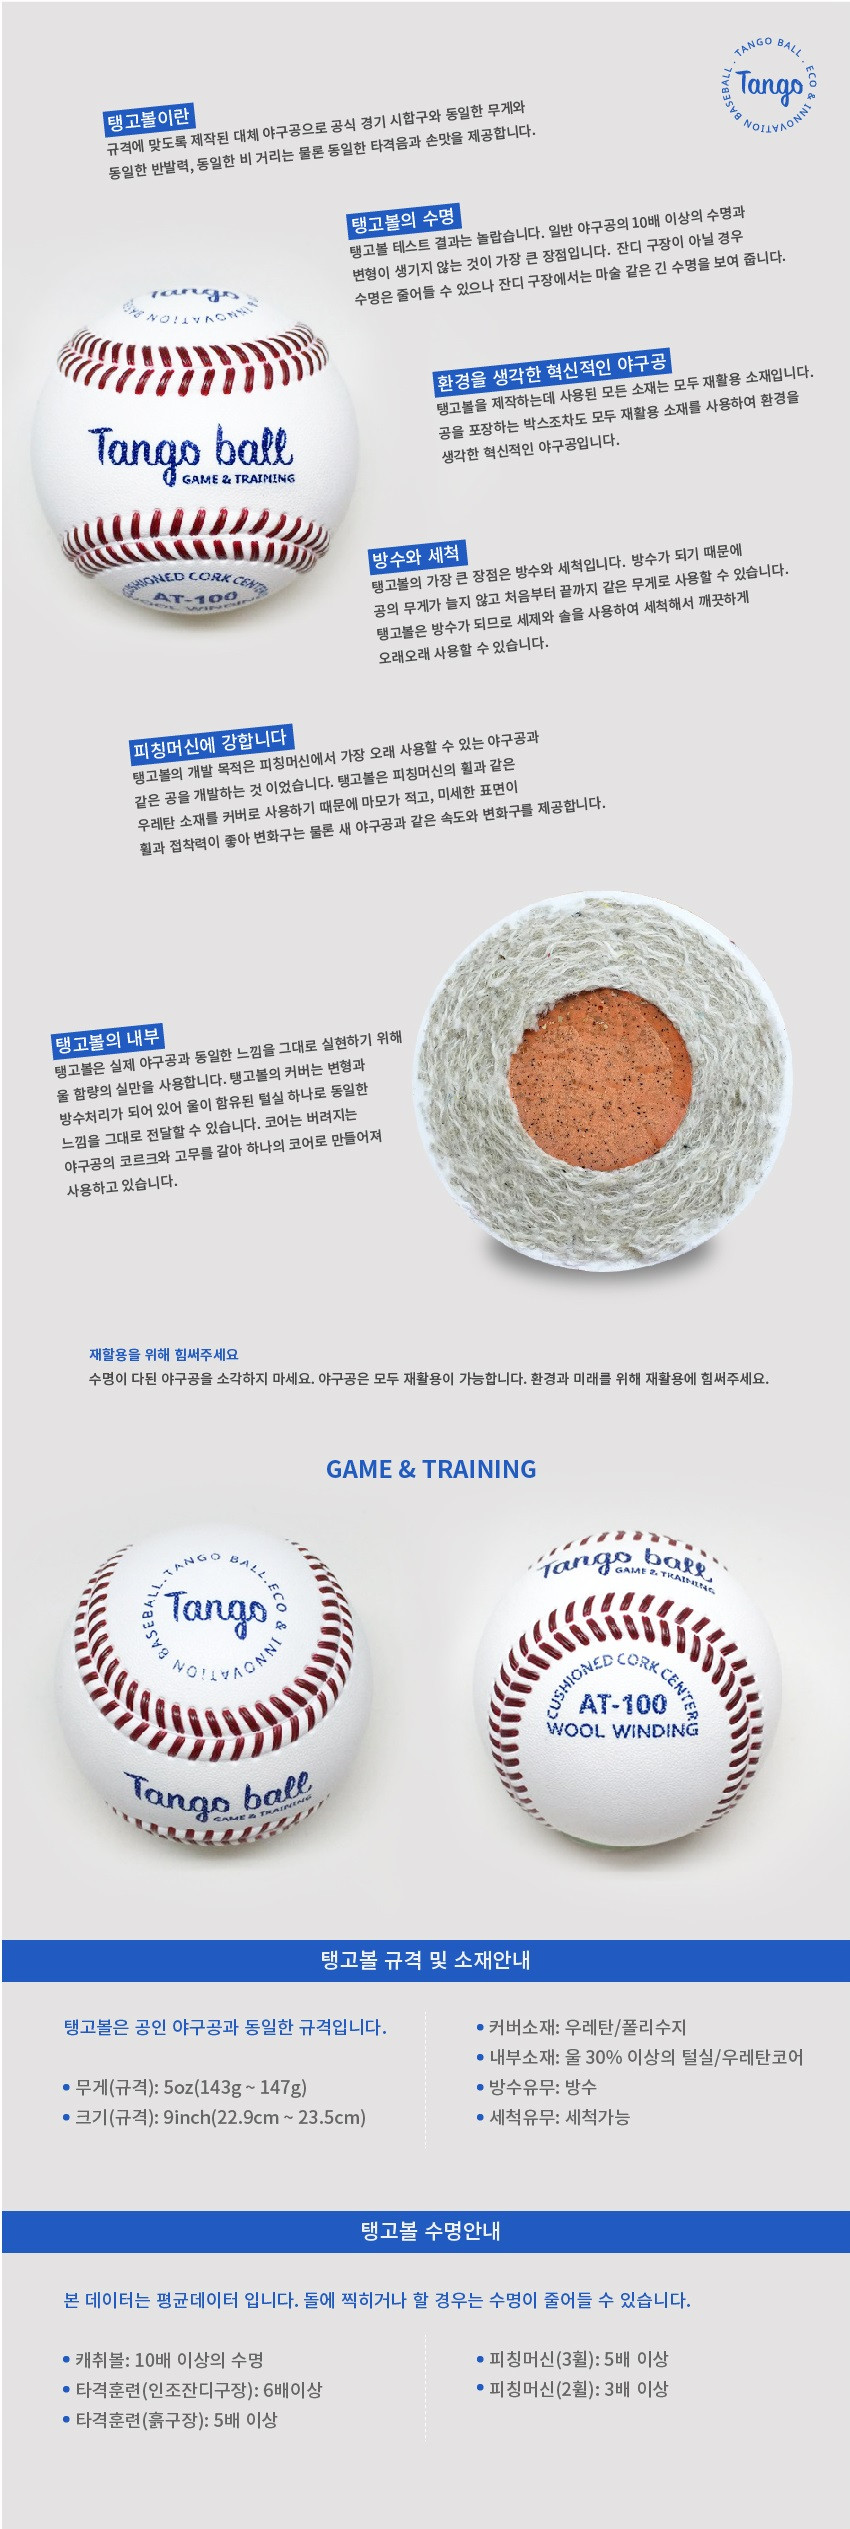 TANGO BALL . ECO & INNOVATION BASEBALL .
Tango
탱고볼이란
규격에 맞도록 제작된 대체 야구공으로 공식 경기 시합구와 동일한 무게와
동일한 반발력, 동일한 비 거리는 물론 동일한 타격음과 손맛을 제공합니다.
탱고볼의 수명
탱고볼 테스트 결과는 놀랍습니다. 일반 야구공의 10배 이상의 수명과
변형이 생기지 않는 것이 가장 큰 장점입니다. 잔디 구장이 아닐 경우
수명은 줄어들 수 있으나 잔디 구장에서는 마술 같은 긴 수명을 보여 줍니다.
Tango
INNOVATION
Tango ball
GAME & TRAINING
CUSHIONED CORK CENTER
AT-100
WOOL WINDING
환경을 생각한 혁신적인 야구공
탱고볼을 제작하는데 사용된 모든 소재는 모두 재활용 소재입니다.
공을 포장하는 박스조차도 모두 재활용 소재를 사용하여 환경을
생각한 혁신적인 야구공입니다.
방수와 세척
탱고볼의 가장 큰 장점은 방수와 세척입니다. 방수가 되기 때문에
공의 무게가 늘지 않고 처음부터 끝까지 같은 무게로 사용할 수 있습니다.
탱고볼은 방수가 되므로 세제와 솔을 사용하여 세척해서 깨끗하게
오래오래 사용할 수 있습니다.
피칭머신에 강합니다
탱고볼의 개발 목적은 피칭머신에서 가장 오래 사용할 수 있는 야구공과
같은 공을 개발하는 것 이었습니다. 탱고볼은 피칭머신의 휠과 같은
우레탄 소재를 커버로 사용하기 때문에 마모가 적고, 미세한 표면이
휠과 접착력이 좋아 변화구는 물론 새 야구공과 같은 속도와 변화구를 제공합니다.
탱고볼의 내부
탱고볼은 실제 야구공과 동일한 느낌을 그대로 실현하기 위해
울 함량의 실만을 사용합니다. 탱고볼의 커버는 변형과
방수처리가 되어 있어 울이 함유된 털실 하나로 동일한
느낌을 그대로 전달할 수 있습니다. 코어는 버려지는
야구공의 코르크와 고무를 갈아 하나의 코어로 만들어져
사용하고 있습니다.
재할용을 위해 힘써주세요
수명이 다된 야구공을 소각하지 마세요. 야구공은 모두 재활용이 가능합니다. 환경과 미래를 위해 재활용에 힘써주세요.
GAME & TRAINING
TANGO BALL . ECO & INNOVATION BASEBALL .
Tango
Tango ball
GAME & TRAINING
Tango ball
GAME & TRAINING
CUSHIONED CORK CENTER
AT-100
WOOL WINDING
탱고볼 규격 및 소재안내
탱고볼은 공인 야구공과 동일한 규격입니다.
• 무게(규격): 5oz(143g ~ 147g)
• 크기(규격): 9inch(22.9cm ~ 23.5cm)
• 커버소재: 우레탄/폴리수지
• 내부소재: 울 30% 이상의 털실/우레탄코어
• 방수유무: 방수
• 세척유무: 세척가능
탱고볼 수명안내
본 데이터는 평균데이터 입니다. 돌에 찍히거나 할 경우는 수명이 줄어들 수 있습니다.
• 캐취볼: 10배 이상의 수명
• 타격훈련(인조잔디구장): 6배이상
• 타격훈련(흙구장): 5배 이상
• 피칭머신(3휠): 5배 이상
• 피칭머신(2휠): 3배 이상